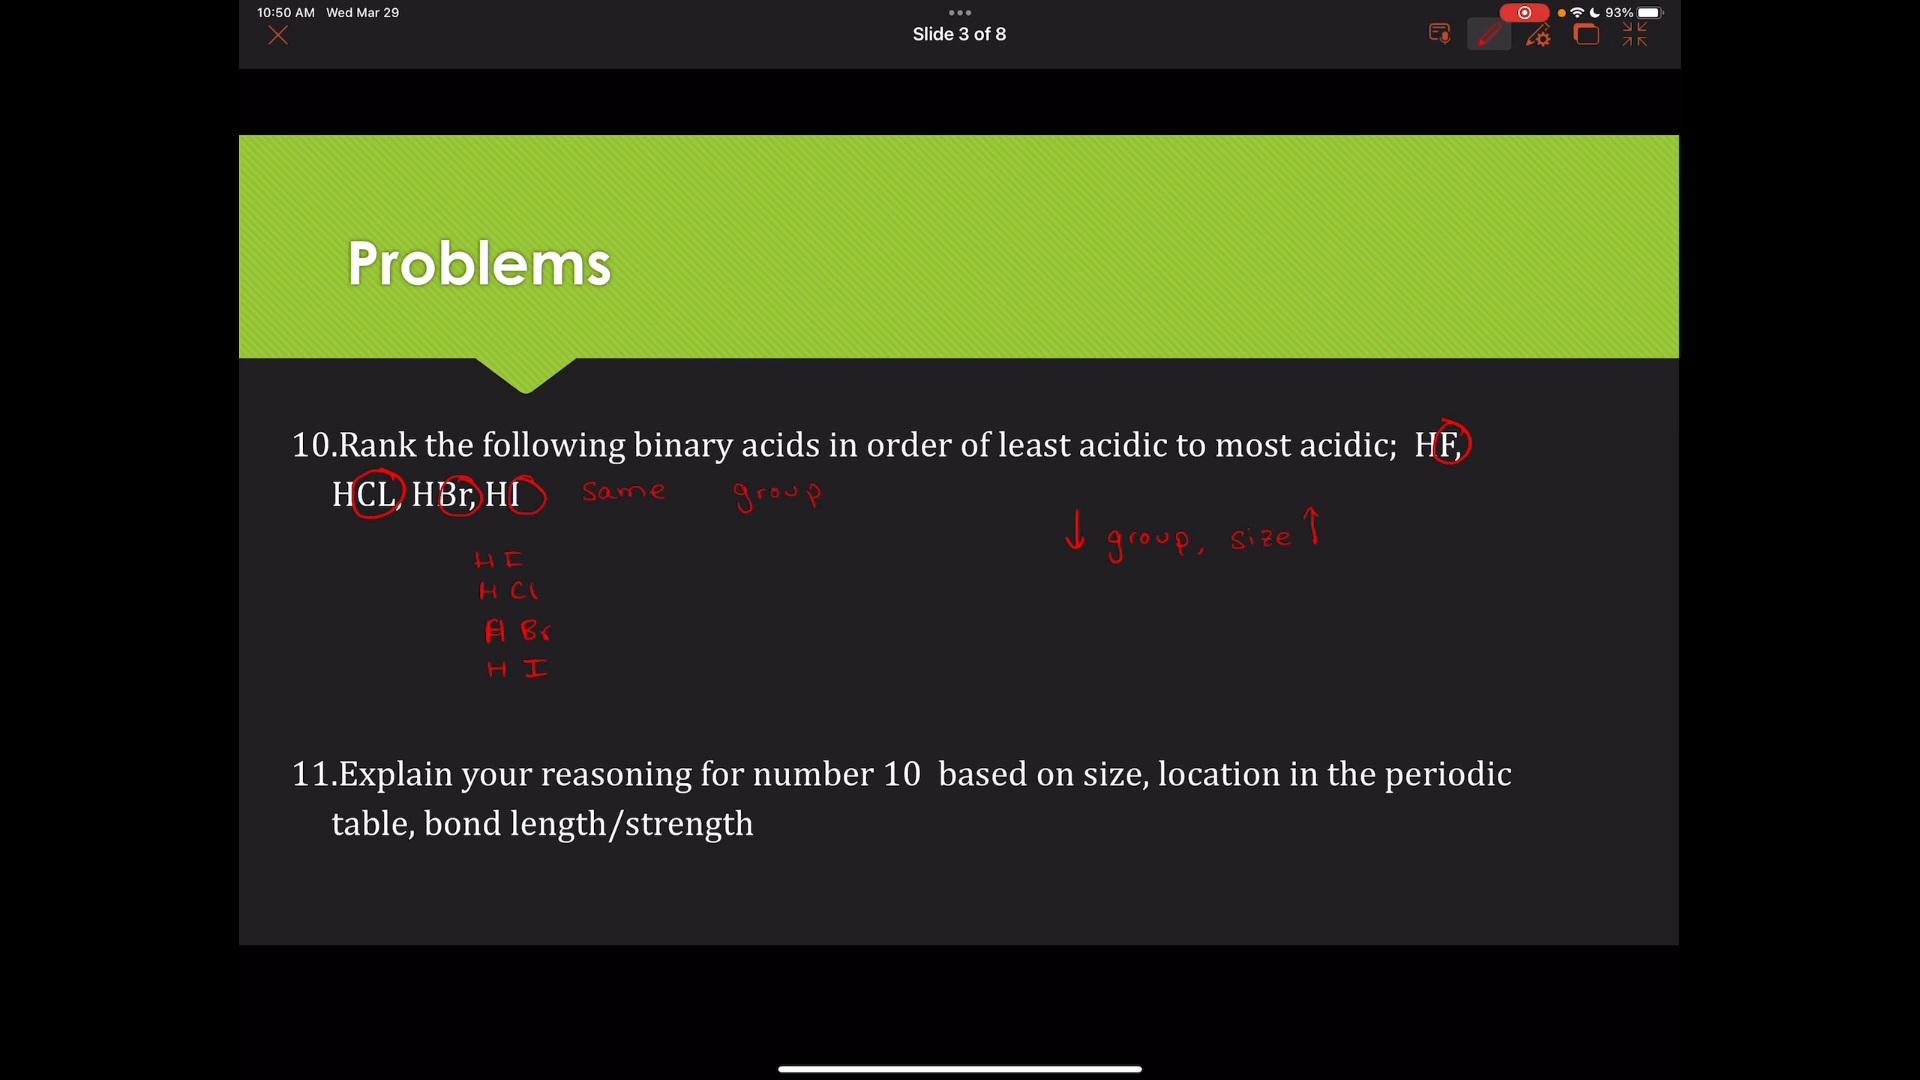 10:50 AM Wed Mar 29
93%
Slide 3 of 8
Problems
10.Rank the following binary acids in order of least acidic to most acidic; HF,
HCL, HBr, HI same group
↓ group, size ↑
H I
H Cl
H Br
H I
11.Explain your reasoning for number 10 based on size, location in the periodic
table, bond length/strength